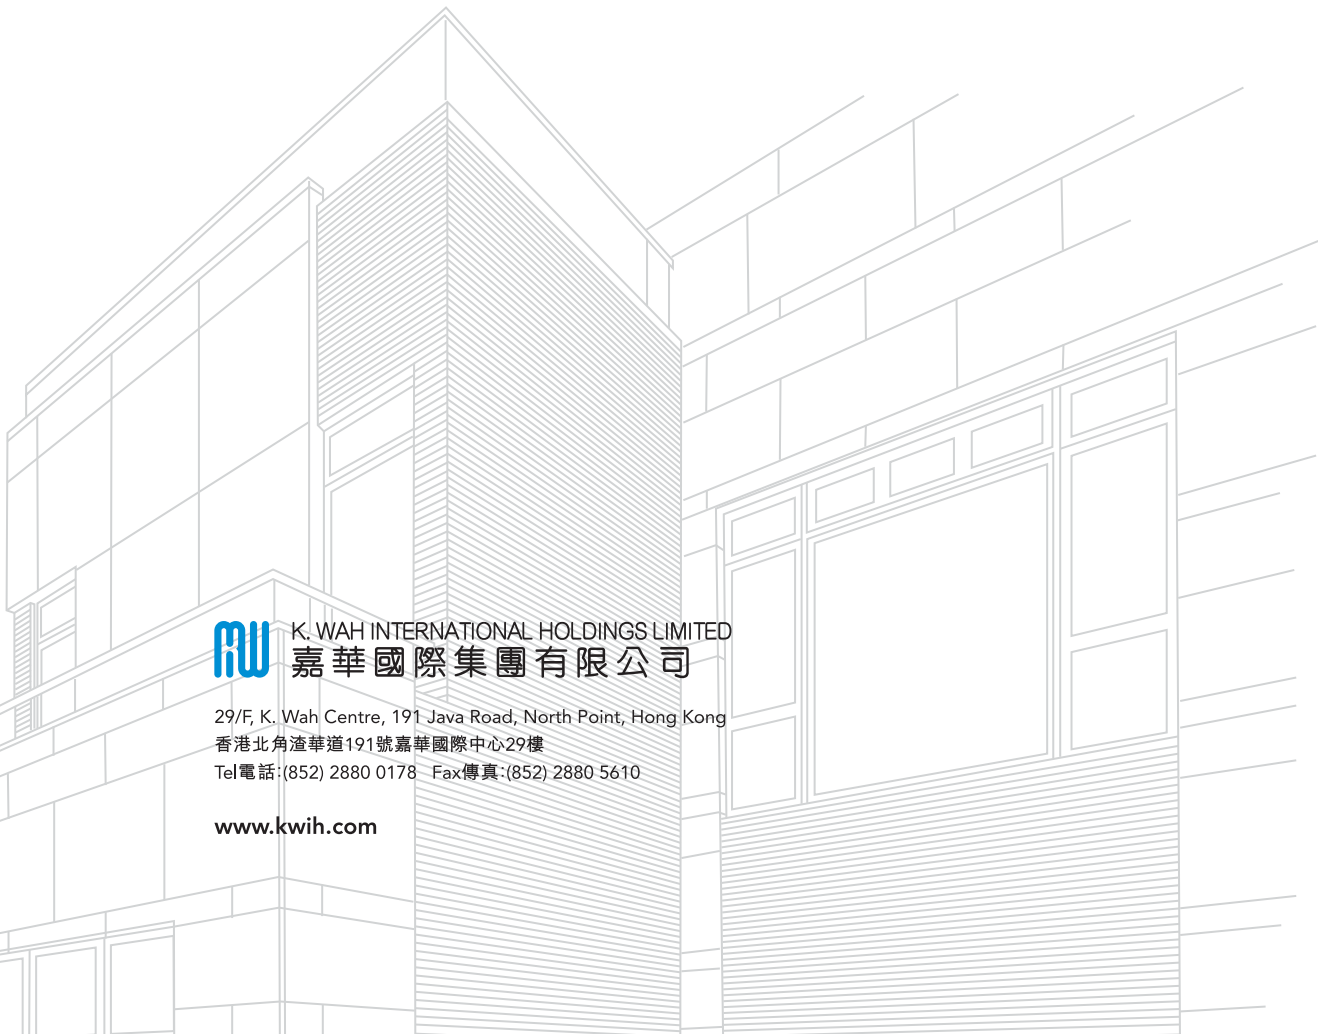 K. WAH INTERNATIONAL HOLDINGS LIMITED
嘉華國際集團有限公司
29/F, K. Wah Centre, 191 Java Road, North Point, Hong Kong
香港北角渣華道191號嘉華國際中心29樓
Tel電話:(852) 2880 0178 Fax傳真:(852) 2880 5610
www.kwih.com